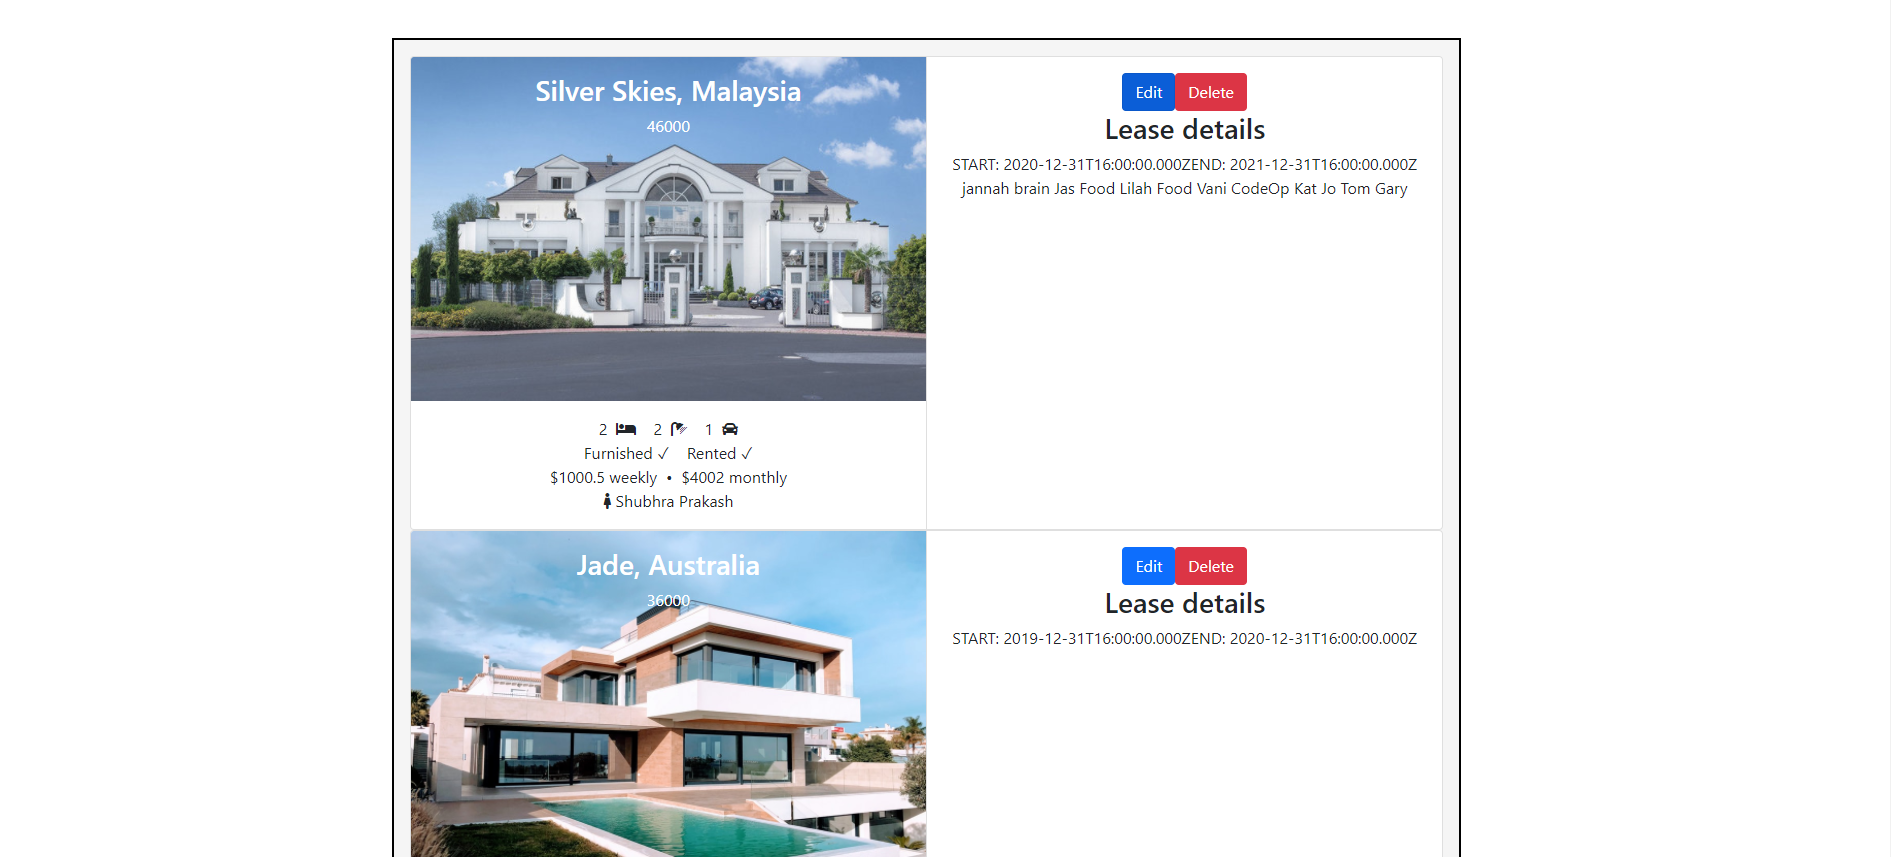 Silver Skies, Malaysia
46000
2 2 1
Furnished ✓ Rented ✓
$1000.5 weekly • $4002 monthly
Shubhra Prakash
Edit Delete
Lease details
START: 2020-12-31T16:00:00.000ZEND: 2021-12-31T16:00:00.000Z
jannah brain Jas Food Lilah Food Vani CodeOp Kat Jo Tom Gary
Jade, Australia
36000
Edit Delete
Lease details
START: 2019-12-31T16:00:00.000ZEND: 2020-12-31T16:00:00.000Z